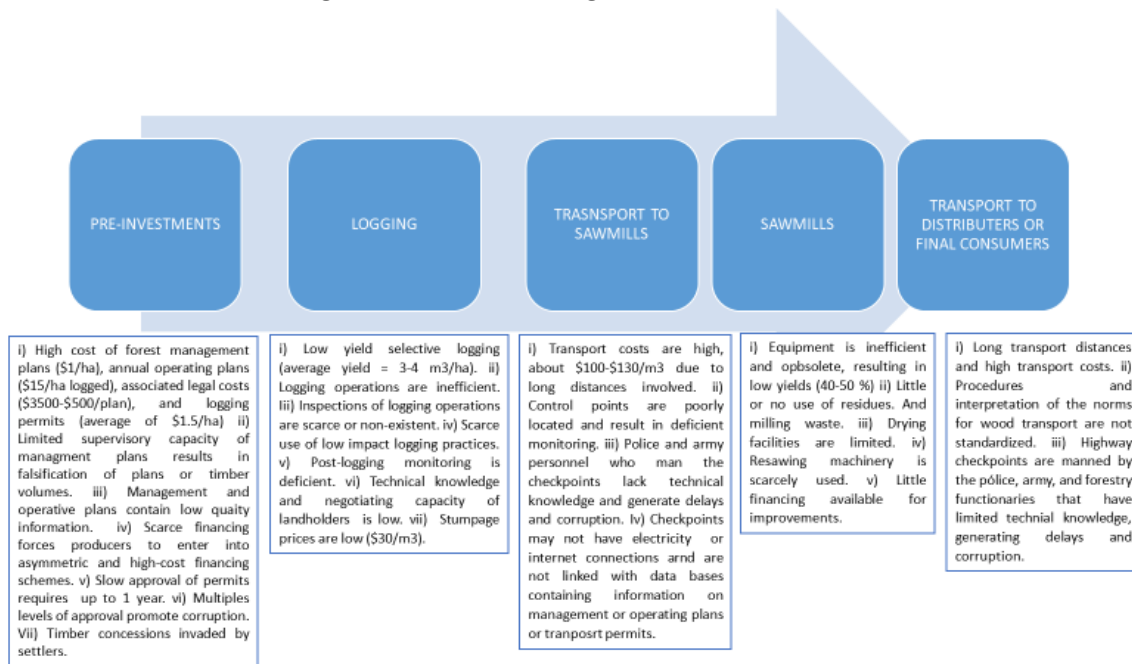 PRE-INVESTMENTS
LOGGING
TRASNSPORT TO
SAWMILLS
SAWMILLS
TRANSPORT TO
DISTRIBUTERS OR
FINAL CONSUMERS
i) High cost of forest management
plans ($1/ha), annual operating plans
($15/ha logged), associated legal costs
($3500-$500/plan), and logging
permits (average of $1.5/ha) ii)
Limited supervisory capacity of
managment plans results in
falsification of plans or timber
volumes. iii) Management and
operative plans contain low quaity
information. iv) Scarce financing
forces producers to enter into
asymmetric and high-cost financing
schemes. v) Slow approval of permits
requires up to 1 year. vi) Multiples
levels of approval promote corruption.
Vii) Timber concessions invaded by
settlers.
i) Low yield selective logging
(average yield = 3-4 m3/ha). ii)
Logging operations are inefficient.
Iii) Inspections of logging operations
are scarce or non-existent. iv) Scarce
use of low impact logging practices.
v) Post-logging monitoring is
deficient. vi) Technical knowledge
and negotiating capacity of
landholders is low. vii) Stumpage
prices are low ($30/m3).
i) Transport costs are high,
about $100-$130/m3 due to
long distances involved. ii)
Control points are poorly
located and result in deficient
monitoring. iii) Police and army
personnel who man the
checkpoints lack technical
knowledge and generate delays
and corruption. Iv) Checkpoints
may not have electricity or
internet connections arnd are
not linked with data bases
containing information on
management or operating plans
or tranposrt permits.
i) Equipment is inefficient
and opbsolete, resulting in
low yields (40-50 %) ii) Little
or no use of residues. And
milling waste. iii) Drying
facilities are limited. iv)
Resawing machinery is
scarcely used. v) Little
financing available for
improvements.
i) Long transport distances
and high transport costs. ii)
Procedures and
interpretation of the norms
for wood transport are not
standardized. iii) Highway
checkpoints are manned by
the pólice, army, and forestry
functionaries that have
limited technial knowledge,
generating delays and
corruption.